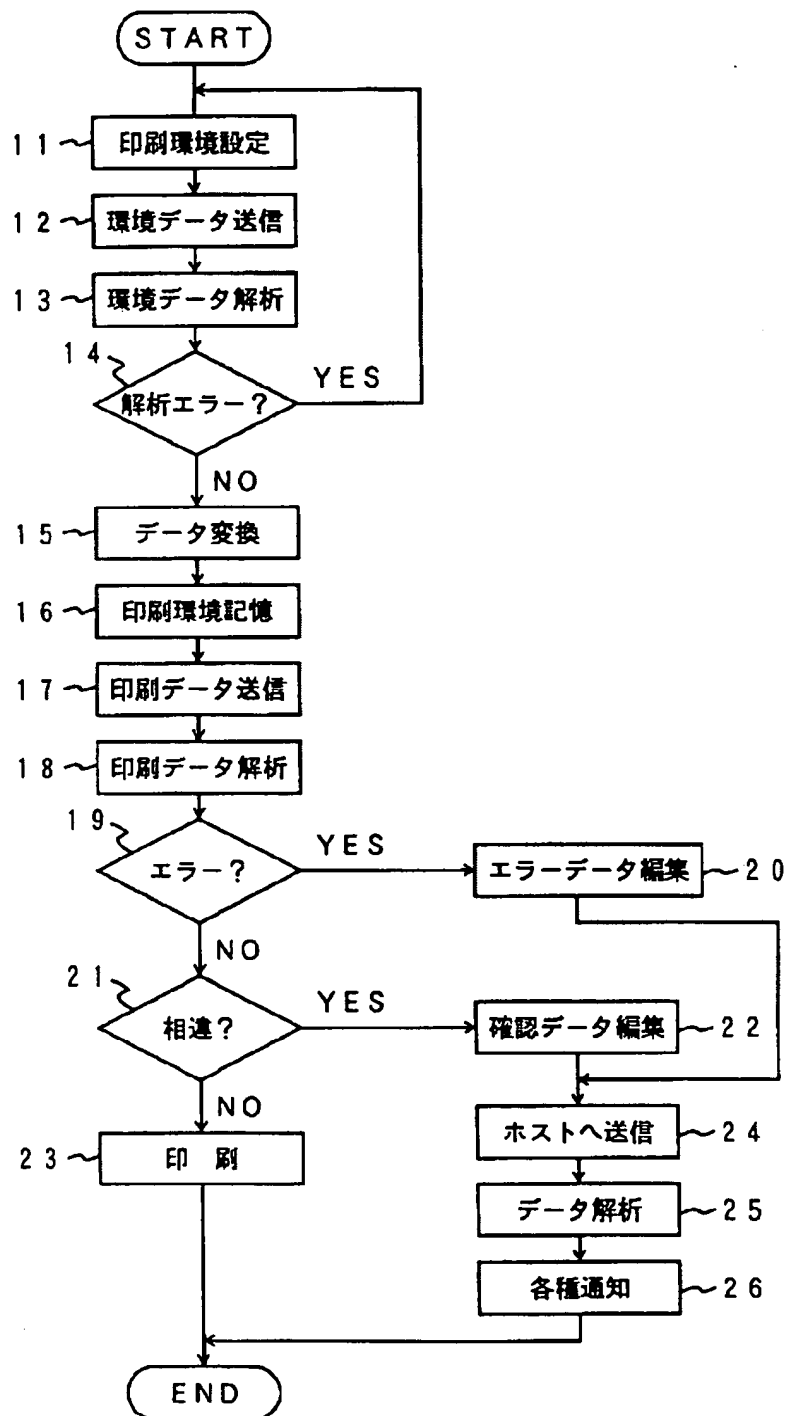 START
11 印刷環境設定
12 環境データ送信
13 環境データ解析
14
解析エラー？
YES
NO
15 データ変換
16 印刷環境記憶
17 印刷データ送信
18 印刷データ解析
19
エラー？
YES
エラーデータ編集 20
NO
21
相違？
YES
確認データ編集 22
NO
23 印 刷
ホストへ送信 24
データ解析 25
各種通知 26
END